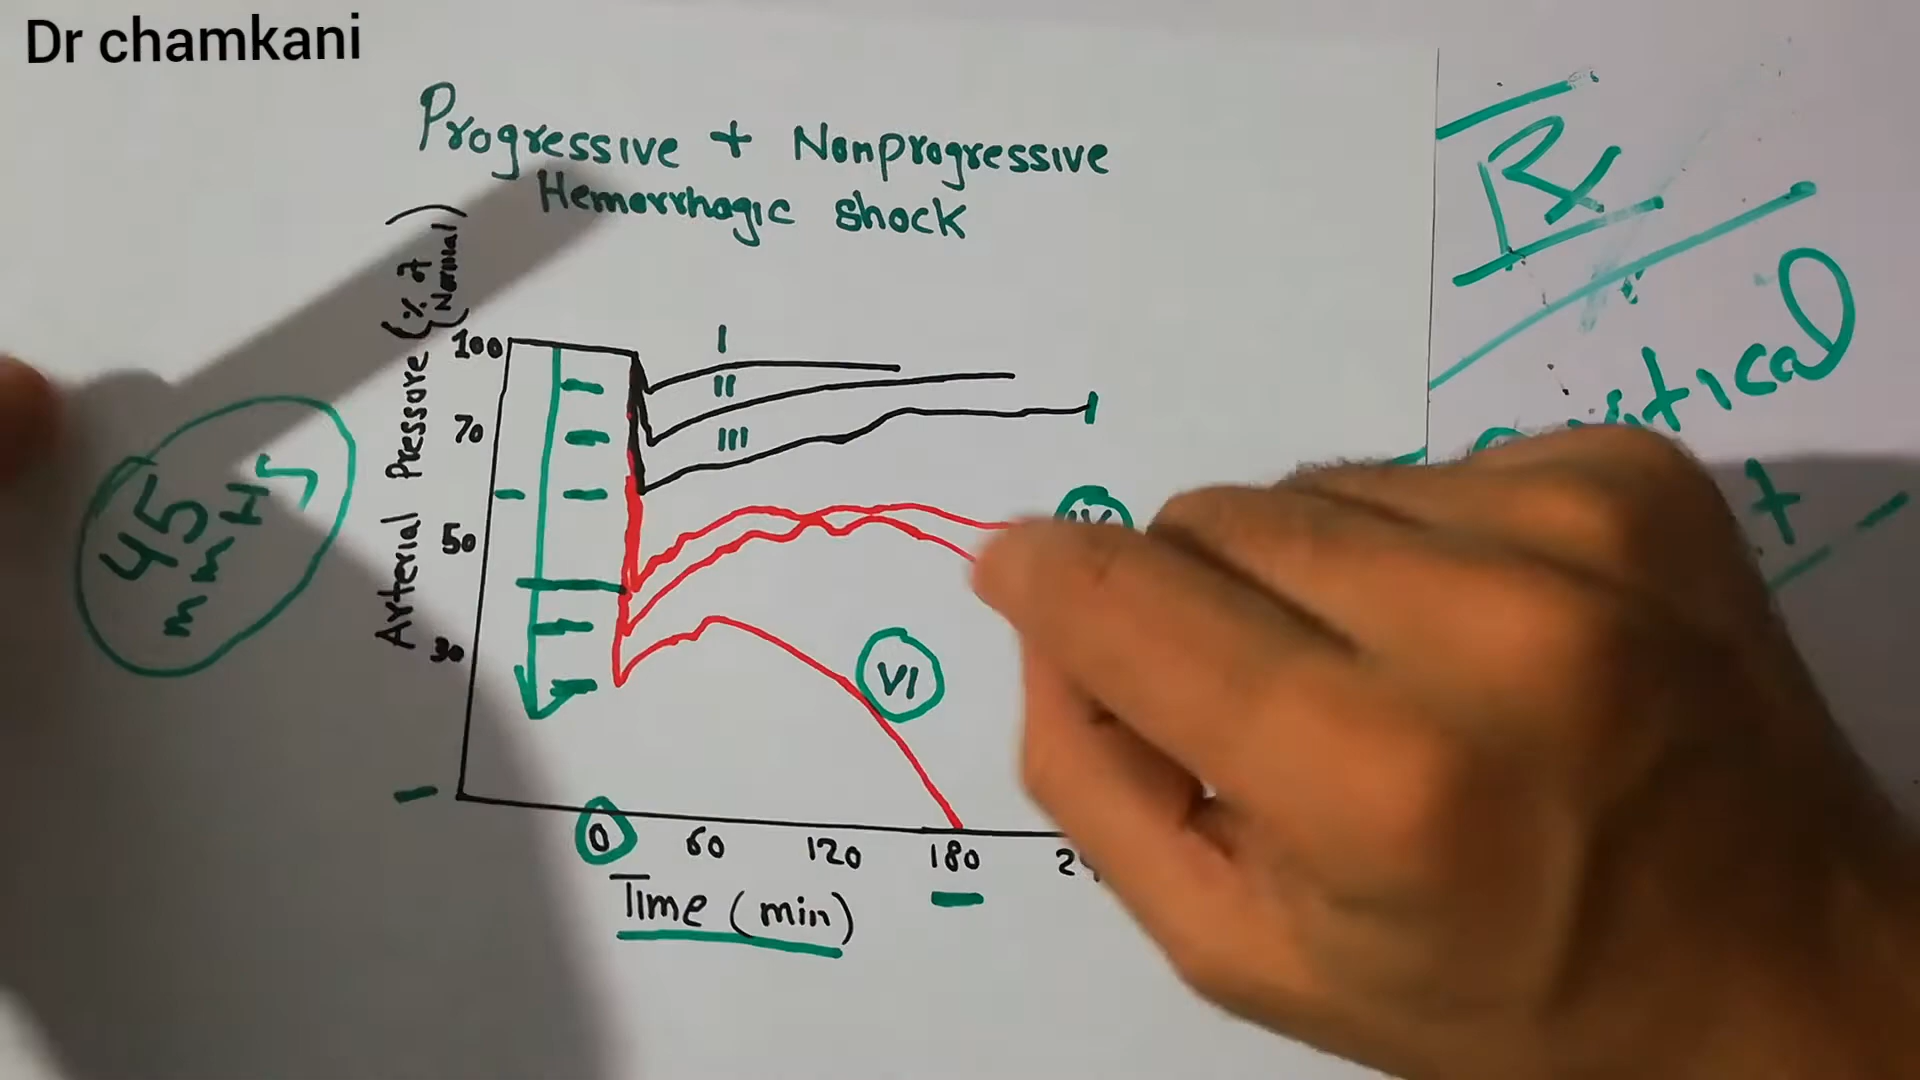 Dr chamkani
Progressive + Nonprogressive
Hemorrhagic shock
Rx
Arterial Pressure (% of Normal)
100
70
50
30
I
II
III
VI
45
mmHg
0 60 120 180
Time (min)